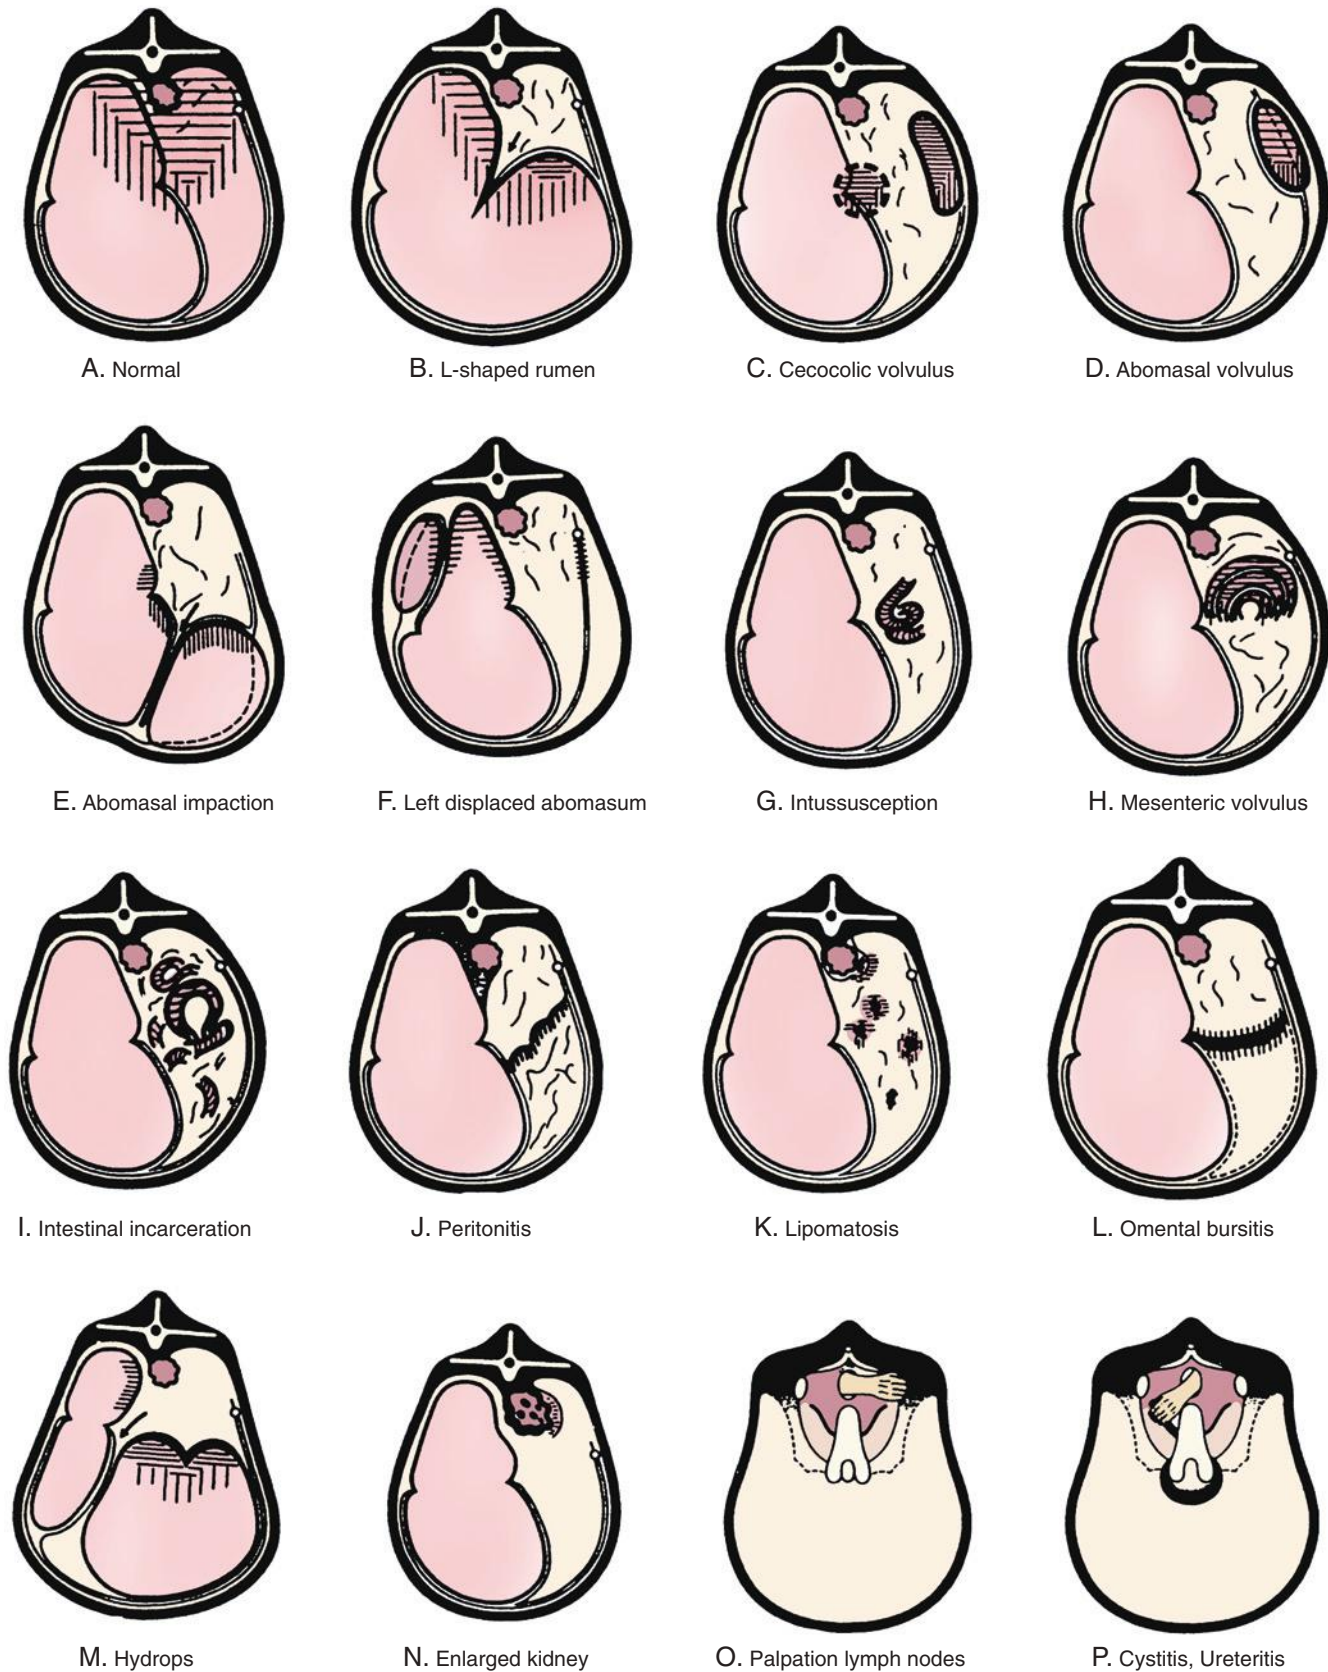 A. Normal
B. L-shaped rumen
C. Cecocolic volvulus
D. Abomasal volvulus
E. Abomasal impaction
F. Left displaced abomasum
G. Intussusception
H. Mesenteric volvulus
I. Intestinal incarceration
J. Peritonitis
K. Lipomatosis
L. Omental bursitis
M. Hydrops
N. Enlarged kidney
O. Palpation lymph nodes
P. Cystitis, Ureteritis